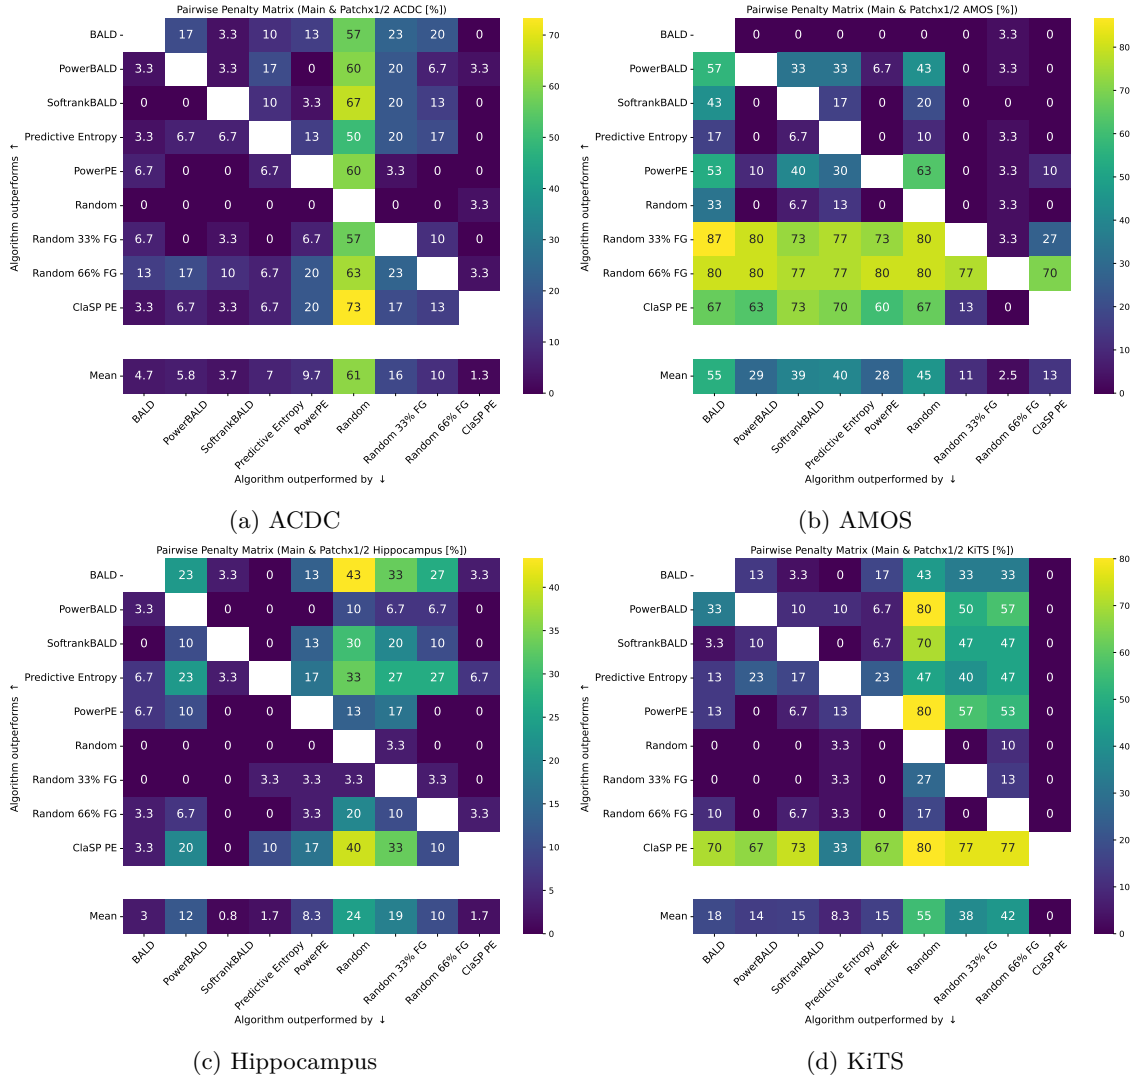 Pairwise Penalty Matrix (Main & Patchx1/2 ACDC [%])
Algorithm outperforms ↑
BALD 17 3.3 10 13 57 23 20 0
PowerBALD 3.3 3.3 17 0 60 20 6.7 3.3
SoftrankBALD 0 0 10 3.3 67 20 13 0
Predictive Entropy 3.3 6.7 6.7 13 50 20 17 0
PowerPE 6.7 0 0 6.7 60 3.3 0 0
Random 0 0 0 0 0 0 0 3.3
Random 33% FG 6.7 0 3.3 0 6.7 57 10 0
Random 66% FG 13 17 10 6.7 20 63 23 3.3
ClaSP PE 3.3 6.7 3.3 6.7 20 73 17 13
Mean 4.7 5.8 3.7 7 9.7 61 16 10 1.3
BALD PowerBALD SoftrankBALD Predictive Entropy PowerPE Random Random 33% FG Random 66% FG ClaSP PE
Algorithm outperformed by ↓
70
60
50
40
30
20
10
0
(a) ACDC
Pairwise Penalty Matrix (Main & Patchx1/2 AMOS [%])
Algorithm outperforms ↑
BALD 0 0 0 0 0 0 3.3 0
PowerBALD 57 33 33 6.7 43 0 3.3 0
SoftrankBALD 43 0 17 0 20 0 0 0
Predictive Entropy 17 0 6.7 0 10 0 3.3 0
PowerPE 53 10 40 30 63 0 3.3 10
Random 33 0 6.7 13 0 0 3.3 0
Random 33% FG 87 80 73 77 73 80 3.3 27
Random 66% FG 80 80 77 77 80 80 77 70
ClaSP PE 67 63 73 70 60 67 13 0
Mean 55 29 39 40 28 45 11 2.5 13
BALD PowerBALD SoftrankBALD Predictive Entropy PowerPE Random Random 33% FG Random 66% FG ClaSP PE
Algorithm outperformed by ↓
80
70
60
50
40
30
20
10
0
(b) AMOS
Pairwise Penalty Matrix (Main & Patchx1/2 Hippocampus [%])
Algorithm outperforms ↑
BALD 23 3.3 0 13 43 33 27 3.3
PowerBALD 3.3 0 0 0 10 6.7 6.7 0
SoftrankBALD 0 10 0 13 30 20 10 0
Predictive Entropy 6.7 23 3.3 17 33 27 27 6.7
PowerPE 6.7 10 0 0 13 17 0 0
Random 0 0 0 0 0 3.3 0 0
Random 33% FG 0 0 0 3.3 3.3 3.3 3.3 0
Random 66% FG 3.3 6.7 0 0 0 20 10 3.3
ClaSP PE 3.3 20 0 10 17 40 33 10
Mean 3 12 0.8 1.7 8.3 24 19 10 1.7
BALD PowerBALD SoftrankBALD Predictive Entropy PowerPE Random Random 33% FG Random 66% FG ClaSP PE
Algorithm outperformed by ↓
40
35
30
25
20
15
10
5
0
(c) Hippocampus
Pairwise Penalty Matrix (Main & Patchx1/2 KiTS [%])
Algorithm outperforms ↑
BALD 13 3.3 0 17 43 33 33 0
PowerBALD 33 10 10 6.7 80 50 57 0
SoftrankBALD 3.3 10 0 6.7 70 47 47 0
Predictive Entropy 13 23 17 23 47 40 47 0
PowerPE 13 0 6.7 13 80 57 53 0
Random 0 0 0 3.3 0 0 10 0
Random 33% FG 0 0 0 3.3 0 27 13 0
Random 66% FG 10 0 6.7 3.3 0 17 0 0
ClaSP PE 70 67 73 33 67 80 77 77
Mean 18 14 15 8.3 15 55 38 42 0
BALD PowerBALD SoftrankBALD Predictive Entropy PowerPE Random Random 33% FG Random 66% FG ClaSP PE
Algorithm outperformed by ↓
80
70
60
50
40
30
20
10
0
(d) KiTS